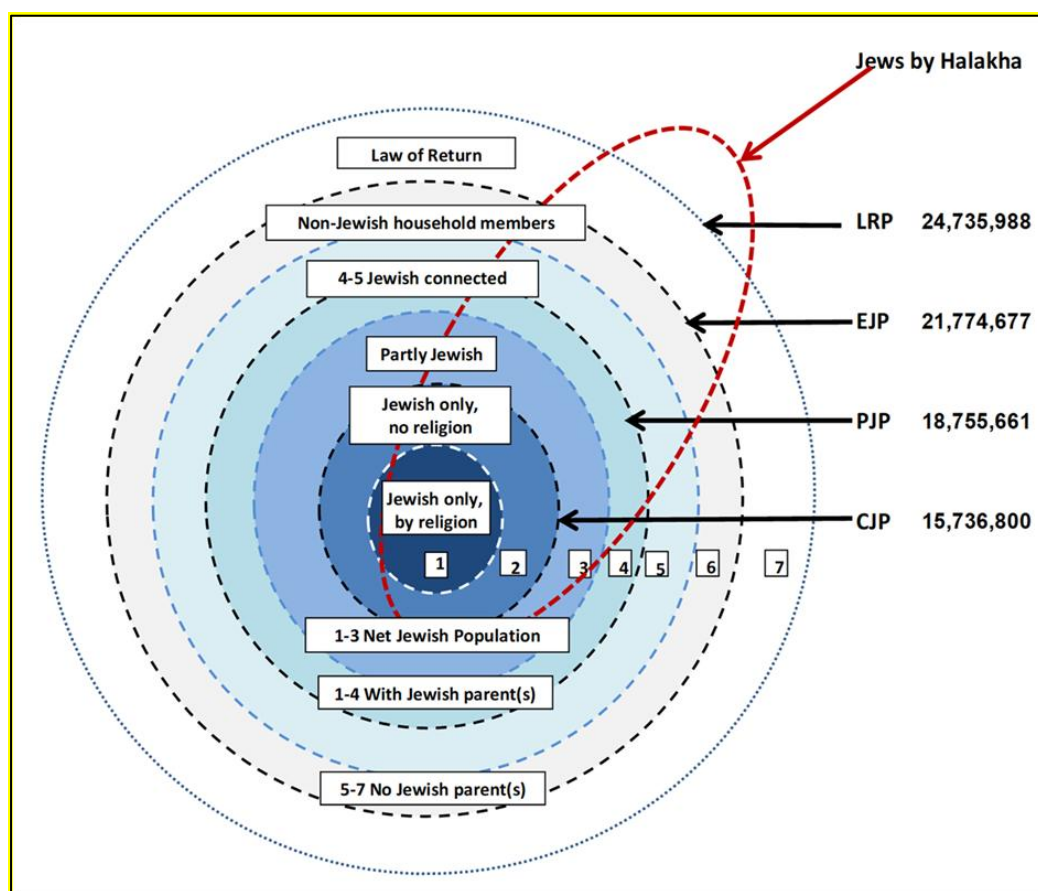 Jews by Halakha
Law of Return
Non-Jewish household members
LRP 24,735,988
4-5 Jewish connected
EJP 21,774,677
Partly Jewish
Jewish only,
no religion
PJP 18,755,661
Jewish only,
by religion
CJP 15,736,800
1
2
3
4
5
6
7
1-3 Net Jewish Population
1-4 With Jewish parent(s)
5-7 No Jewish parent(s)